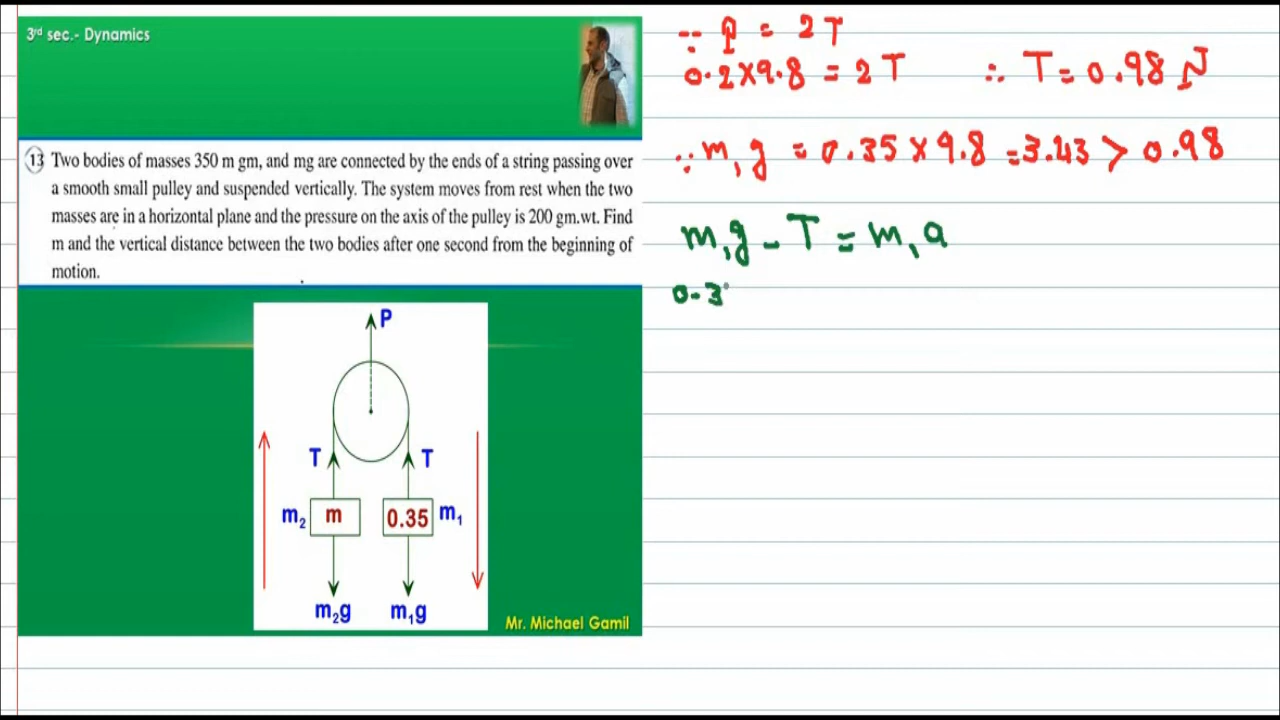 3rd sec.- Dynamics
13 Two bodies of masses 350 m gm, and mg are connected by the ends of a string passing over
a smooth small pulley and suspended vertically. The system moves from rest when the two
masses are in a horizontal plane and the pressure on the axis of the pulley is 200 gm.wt. Find
m and the vertical distance between the two bodies after one second from the beginning of
motion.
P
T T
m₂ m 0.35 m₁
m₂g m₁g
Mr. Michael Gamil
∵ P = 2T
0.2×9.8 = 2T ∴ T = 0.98 N
∵ m₁g = 0.35 × 9.8 = 3.43 > 0.98
m₁g - T = m₁a
0.3